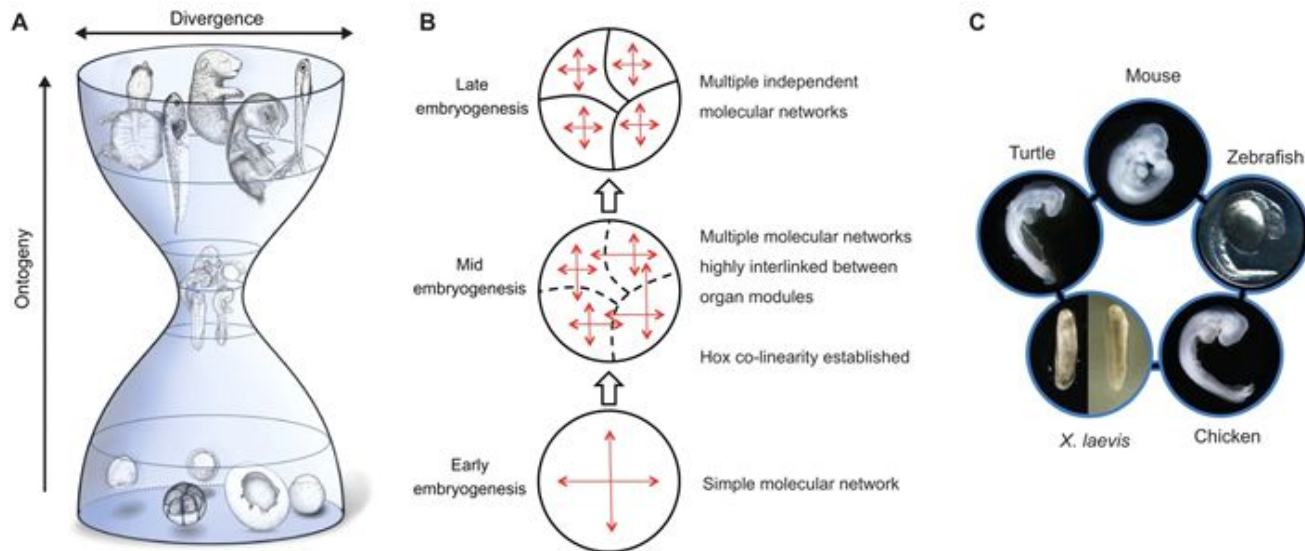 A
Divergence
Ontogeny
B
Late
embryogenesis
Multiple independent
molecular networks
Mid
embryogenesis
Multiple molecular networks
highly interlinked between
organ modules
Hox co-linearity established
Early
embryogenesis
Simple molecular network
C
Mouse
Turtle
Zebrafish
X. laevis
Chicken